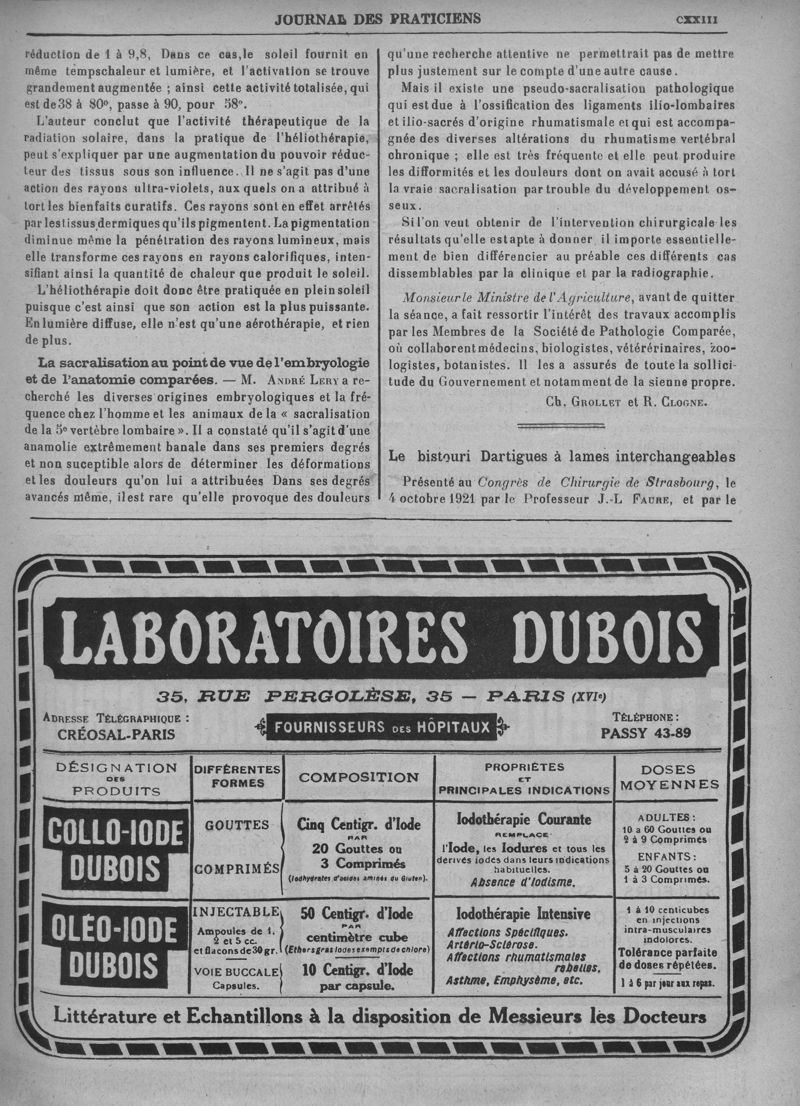 JOURNAL DES PRATICIENS
CXXIII
réduction de 1 à 9,8, Dans ce cas,le soleil fournit en
même tempschaleur et lumière, et l'activation se trouve
grandement augmentée ; ainsi cette activité totalisée, qui
est de 38 à 80º, passe à 90, pour 58º.
L'auteur conclut que l'activité thérapeutique de la
radiation solaire, dans la pratique de l'héliothérapie,
peut s'expliquer par une augmentation du pouvoir réduc-
teur des tissus sous son influence. Il ne s'agit pas d'une
action des rayons ultra-violets, aux quels on a attribué à
tort les bienfaits curatifs. Ces rayons sont en effet arrêtés
par les tissus dermiques qu'ils pigmentent. La pigmentation
diminue même la pénétration des rayons lumineux, mais
elle transforme ces rayons en rayons calorifiques, inten-
sifiant ainsi la quantité de chaleur que produit le soleil.
L'héliothérapie doit donc être pratiquée en plein soleil
puisque c'est ainsi que son action est la plus puissante.
En lumière diffuse, elle n'est qu'une aérothérapie, et rien
de plus.
La sacralisation au point de vue de l'embryologie
et de l'anatomie comparées. — M. ANDRÉ LERY a re-
cherché les diverses origines embryologiques et la fré-
quence chez l'homme et les animaux de la « sacralisation
de la 5e vertèbre lombaire ». Il a constaté qu'il s'agit d'une
anamolie extrêmement banale dans ses premiers degrés
et non suceptible alors de déterminer les déformations
et les douleurs qu'on lui a attribuées Dans ses degrés
avancés même, il est rare qu'elle provoque des douleurs
qu'une recherche attentive ne permettrait pas de mettre
plus justement sur le compte d'une autre cause.
Mais il existe une pseudo-sacralisation pathologique
qui est due à l'ossification des ligaments ilio-lombaires
et ilio-sacrés d'origine rhumatismale et qui est accompa-
gnée des diverses altérations du rhumatisme vertébral
chronique ; elle est très fréquente et elle peut produire
les difformités et les douleurs dont on avait accusé à tort
la vraie sacralisation par trouble du développement os-
seux.
Si l'on veut obtenir de l'intervention chirurgicale les
résultats qu'elle est apte à donner il importe essentielle-
ment de bien différencier au préable ces différents cas
dissemblables par la clinique et par la radiographie.
Monsieur le Ministre de l'Agriculture, avant de quitter
la séance, a fait ressortir l'intérêt des travaux accomplis
par les Membres de la Société de Pathologie Comparée,
où collaborent médecins, biologistes, vétérérinaires, zoo-
logistes, botanistes. Il les a assurés de toute la sollici-
tude du Gouvernement et notamment de la sienne propre.
Ch. GROLLET et R. CLOGNE.
Le bistouri Dartigues à lames interchangeables
Présenté au Congrès de Chirurgie de Strasbourg, le
4 octobre 1921 par le Professeur J.-L FAURE, et par le
LABORATOIRES DUBOIS
35, RUE PERGOLÈSE, 35 — PARIS (XVIe)
ADRESSE TÉLÉGRAPHIQUE :
CRÉOSAL-PARIS
FOURNISSEURS DES HÔPITAUX
TÉLÉPHONE :
PASSY 43-89
DÉSIGNATION
DES
PRODUITS
DIFFÉRENTES
FORMES
COMPOSITION
PROPRIÉTES
ET
PRINCIPALES INDICATIONS
DOSES
MOYENNES
COLLO-IODE
DUBOIS
GOUTTES
COMPRIMÉS
Cinq Centigr. d'Iode
PAR
20 Gouttes ou
3 Comprimés
(Iodhydrates d'acides aminés du Gluten).
Iodothérapie Courante
REMPLACE
l'Iode, les Iodures et tous les
dérivés iodés dans leurs indications
habituelles.
Absence d'Iodisme.
ADULTES :
10 a 60 Gouttes ou
2 à 9 Comprimés
ENFANTS :
5 à 20 Gouttes ou
1 à 3 Comprimés.
OLÉO-IODE
DUBOIS
INJECTABLE
Ampoules de 1.
2 et 5 cc.
et flacons de 30 gr.
VOIE BUCCALE
Capsules.
50 Centigr. d'Iode
PAR
centimètre cube
(Ethers gras Iodés exempts de chlore)
10 Centigr. d'Iode
par capsule.
Iodothérapie Intensive
Affections Spécifiques.
Artério-Sclerose.
Affections rhumatismales
rebelles.
Asthme, Emphysème, etc.
1 à 10 centicubes
en injections
intra-musculaires
indolores.
Tolérance parfaite
de doses répétées.
1 à 6 par jour aux repas.
Littérature et Echantillons à la disposition de Messieurs les Docteurs